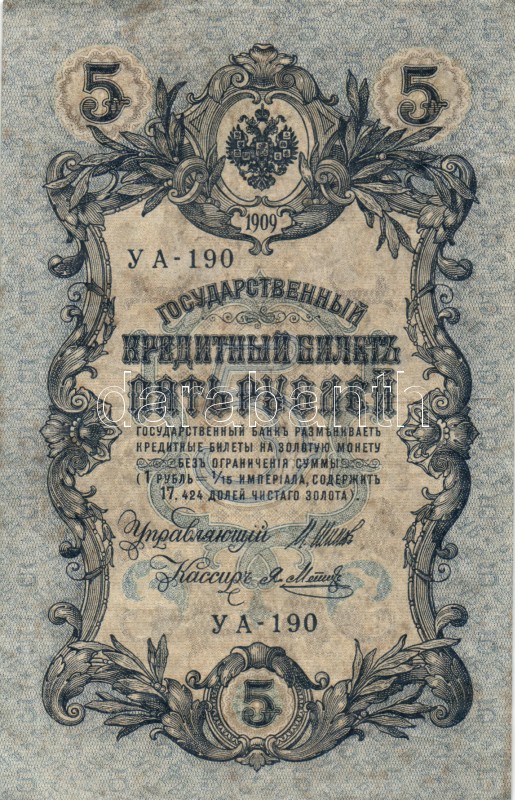 5 5
1909
УА-190
ГОСУДАРСТВЕННЫЙ
КРЕДИТНЫЙ БИЛЕТЪ
ПЯТЬ РУБЛЕЙ
darabanth
ГОСУДАРСТВЕННЫЙ БАНКЪ РАЗМѢНИВАЕТЪ
КРЕДИТНЫЕ БИЛЕТЫ НА ЗОЛОТУЮ МОНЕТУ
БЕЗЪ ОГРАНИЧЕНІЯ СУММЫ
(1 РУБЛЬ — 1/15 ИМПЕРІАЛА, СОДЕРЖИТЪ
17,424 ДОЛЕЙ ЧИСТАГО ЗОЛОТА).
Управляющій
Кассиръ
УА-190
5